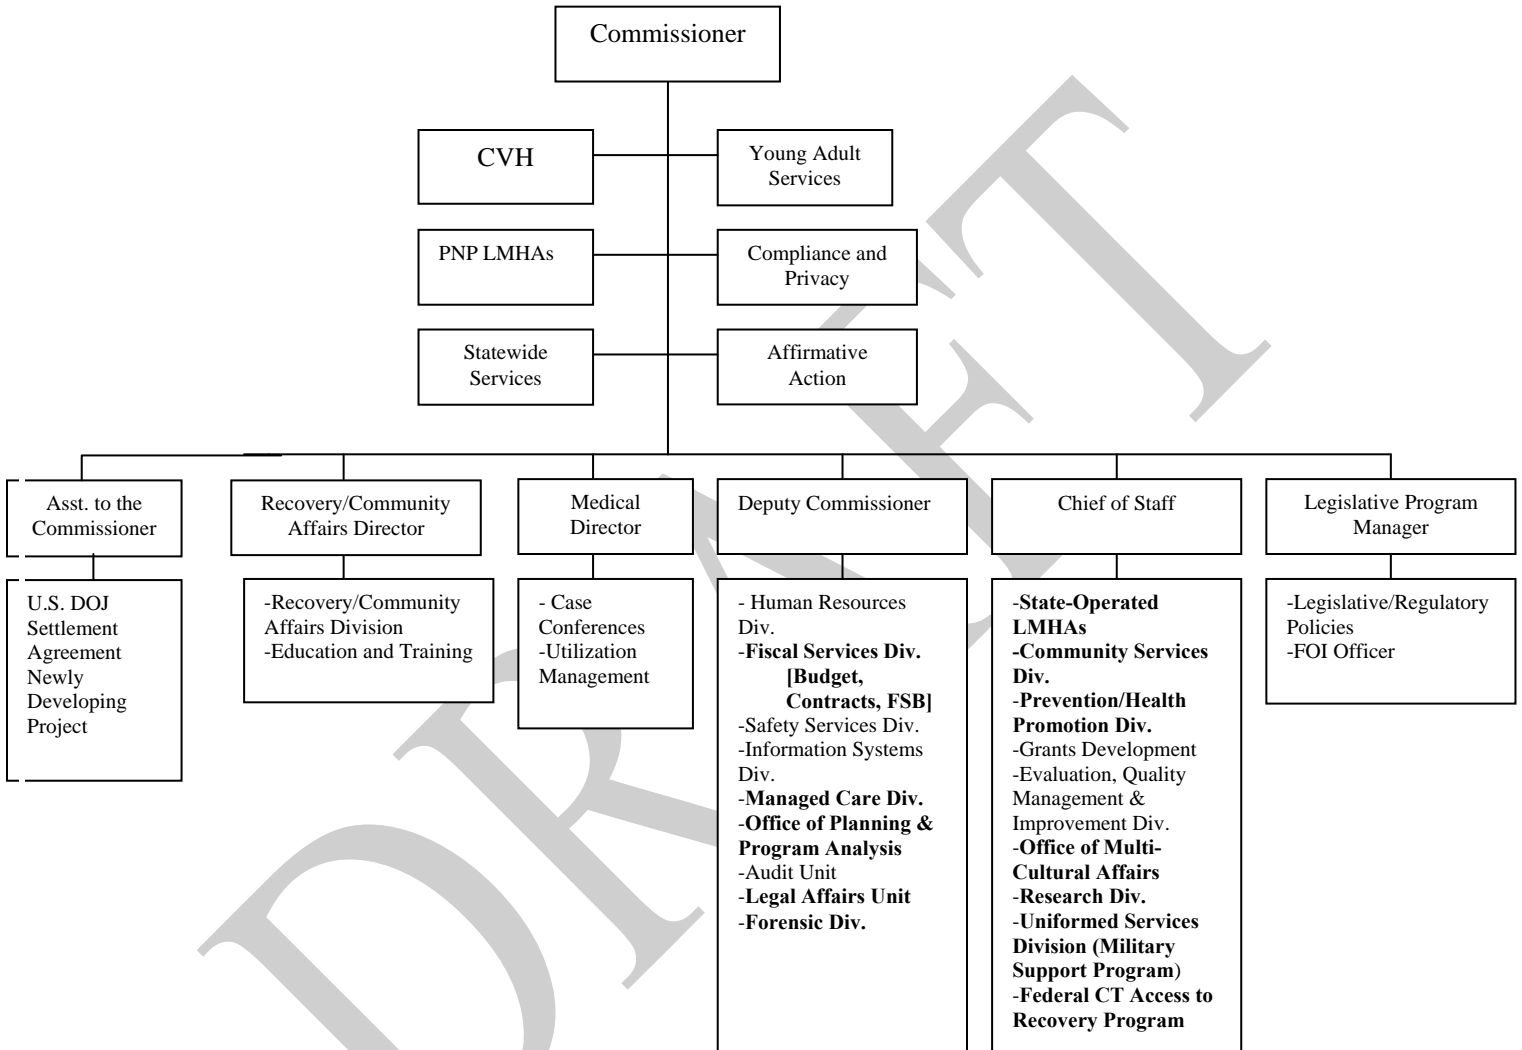 Commissioner
CVH
Young Adult
Services
PNP LMHAs
Compliance and
Privacy
Statewide
Services
Affirmative
Action
Asst. to the
Commissioner
Recovery/Community
Affairs Director
Medical
Director
Deputy Commissioner
Chief of Staff
Legislative Program
Manager
U.S. DOJ
Settlement
Agreement
Newly
Developing
Project
-Recovery/Community
Affairs Division
-Education and Training
- Case
Conferences
-Utilization
Management
- Human Resources
Div.
-Fiscal Services Div.
[Budget,
Contracts, FSB]
-Safety Services Div.
-Information Systems
Div.
-Managed Care Div.
-Office of Planning &
Program Analysis
-Audit Unit
-Legal Affairs Unit
-Forensic Div.
-State-Operated
LMHAs
-Community Services
Div.
-Prevention/Health
Promotion Div.
-Grants Development
-Evaluation, Quality
Management &
Improvement Div.
-Office of Multi-
Cultural Affairs
-Research Div.
-Uniformed Services
Division (Military
Support Program)
-Federal CT Access to
Recovery Program
-Legislative/Regulatory
Policies
-FOI Officer
DRAFT